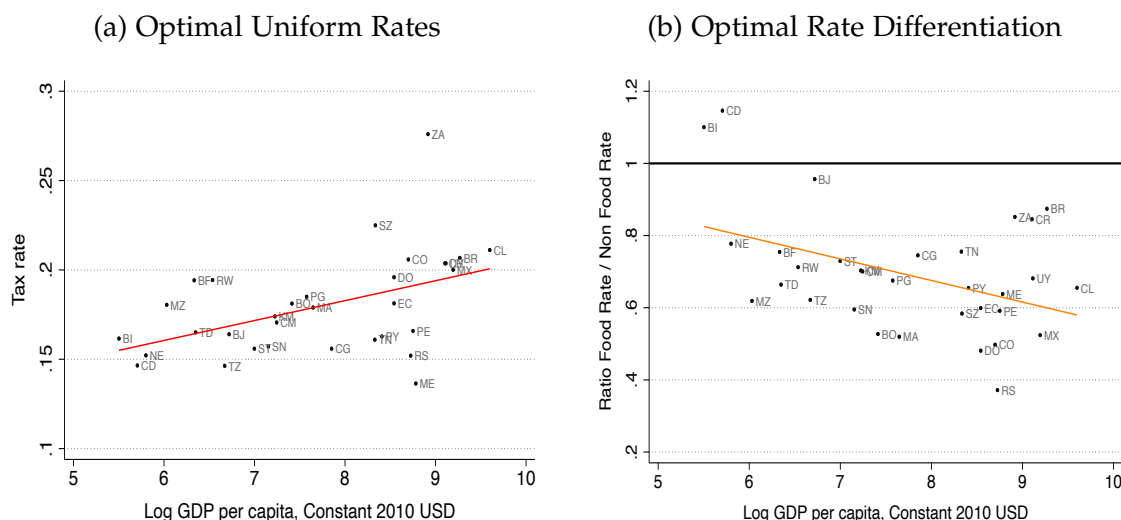 (a) Optimal Uniform Rates
.3
.25
.2
.15
.1
Tax rate
ZA
SZ
CL
CO
BR
CR
MX
DO
BF
RW
PG
EC
MZ
BO
MA
KM
CM
PE
TD
BJ
PY
TN
BI
SN
ST
CG
NE
RS
CD
TZ
ME
5
6
7
8
9
10
Log GDP per capita, Constant 2010 USD
(b) Optimal Rate Differentiation
1.2
1
.8
.6
.4
.2
Ratio Food Rate / Non Food Rate
CD
BI
BJ
BR
ZA
CR
NE
BF
TN
CG
ST
RW
KM
CM
UY
PG
TD
PY
CL
ME
MZ
TZ
SN
EC
PE
SZ
BO
MX
MA
CO
DO
RS
5
6
7
8
9
10
Log GDP per capita, Constant 2010 USD